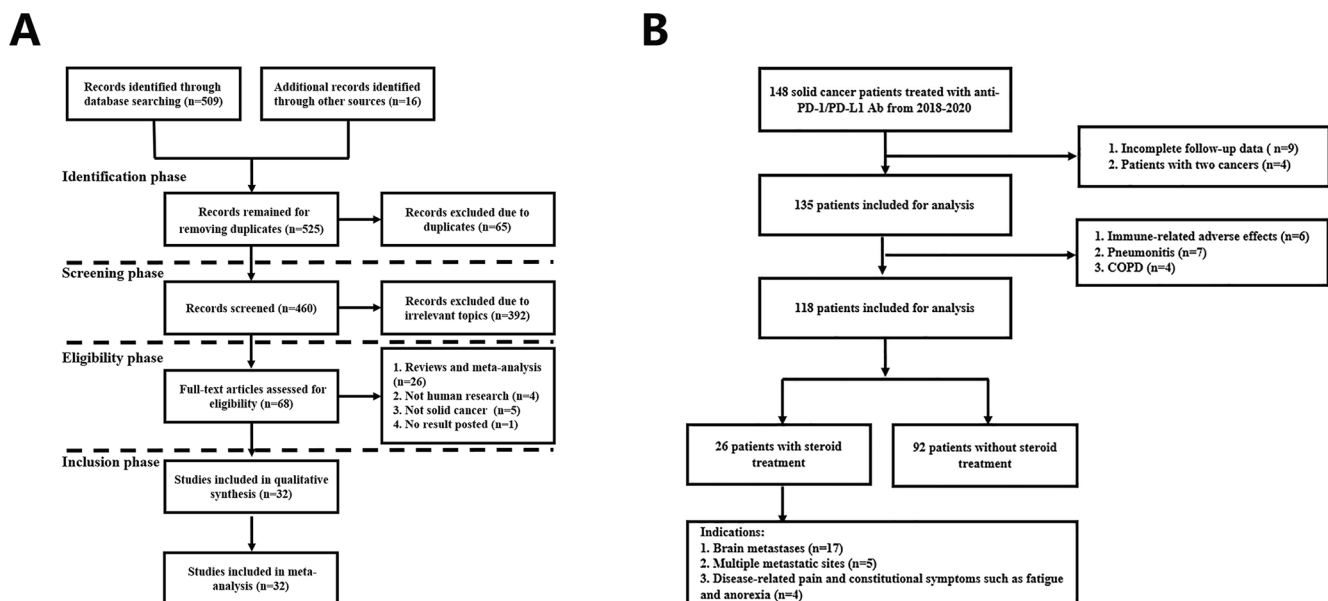 A
Records identified through
database searching (n=509)
Additional records identified
through other sources (n=16)
Identification phase
Records remained for
removing duplicates (n=525)
Records excluded due to
duplicates (n=65)
Screening phase
Records screened (n=460)
Records excluded due to
irrelevant topics (n=392)
Eligibility phase
Full-text articles assessed for
eligibility (n=68)
1. Reviews and meta-analysis
(n=26)
2. Not human research (n=4)
3. Not solid cancer (n=5)
4. No result posted (n=1)
Inclusion phase
Studies included in qualitative
synthesis (n=32)
Studies included in meta-
analysis (n=32)
B
148 solid cancer patients treated with anti-
PD-1/PD-L1 Ab from 2018-2020
1. Incomplete follow-up data ( n=9)
2. Patients with two cancers (n=4)
135 patients included for analysis
1. Immune-related adverse effects (n=6)
2. Pneumonitis (n=7)
3. COPD (n=4)
118 patients included for analysis
26 patients with steroid
treatment
92 patients without steroid
treatment
Indications:
1. Brain metastases (n=17)
2. Multiple metastatic sites (n=5)
3. Disease-related pain and constitutional symptoms such as fatigue
and anorexia (n=4)